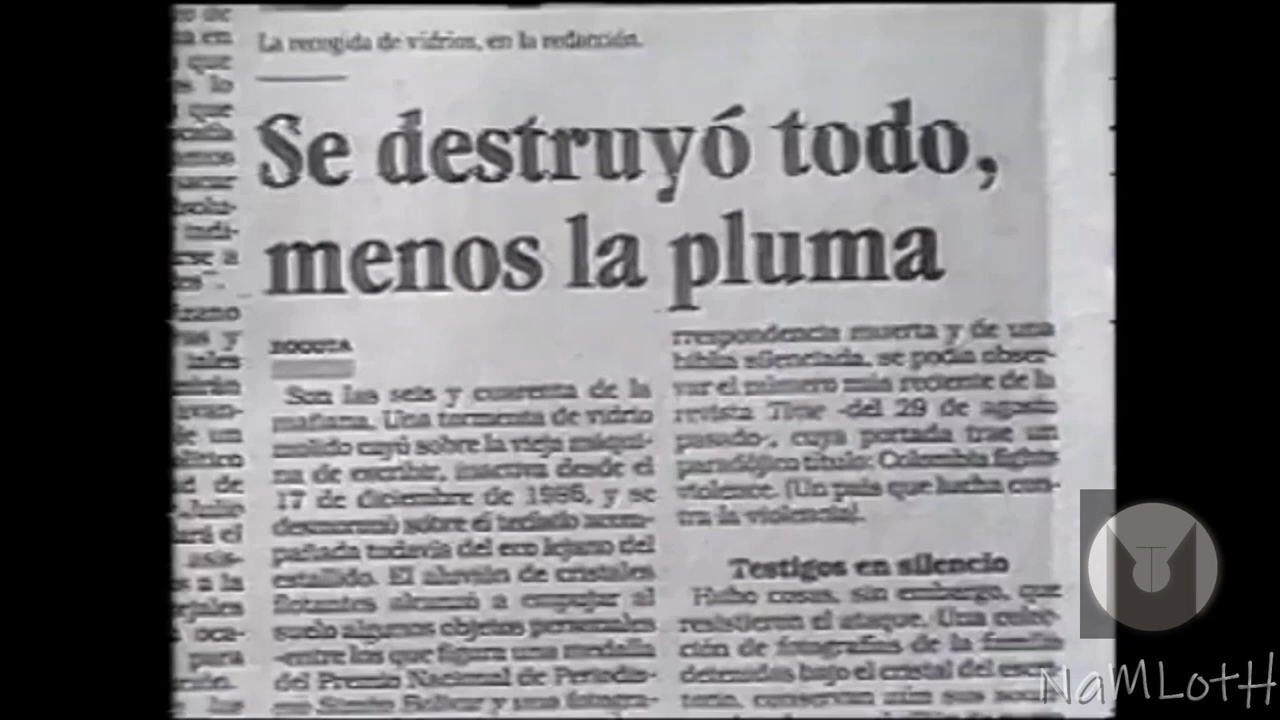 La recogida de vidrios, en la redacción.
Se destruyó todo,
menos la pluma
BOGOTA
Son las seis y cuarenta de la
mañana. Una tormenta de vidrio
molido cayó sobre la vieja máqui-
na de escribir, inactiva desde el
17 de diciembre de 1986, y se
desmoronó sobre el teclado acom-
pañada todavía del eco lejano del
estallido. El aluvión de cristales
flotantes alcanzó a empujar al
suelo algunos objetos personales
-entre los que figura una medalla
del Premio Nacional de Periodis-
mo Simón Bolívar y una fotogra-
rrespondencia muerta y de una
biblia silenciada, se podía obser-
var el número más reciente de la
revista Time -del 29 de agosto
pasado-, cuya portada trae un
paradójico título: Colombia fights
violence. (Un país que lucha con-
tra la violencia).
Testigos en silencio
Hubo cosas, sin embargo, que
resistieron el ataque. Una colec-
ción de fotografías de la familia
detenidas bajo el cristal del escri-
torio, conservan aún sus
NaMLotH